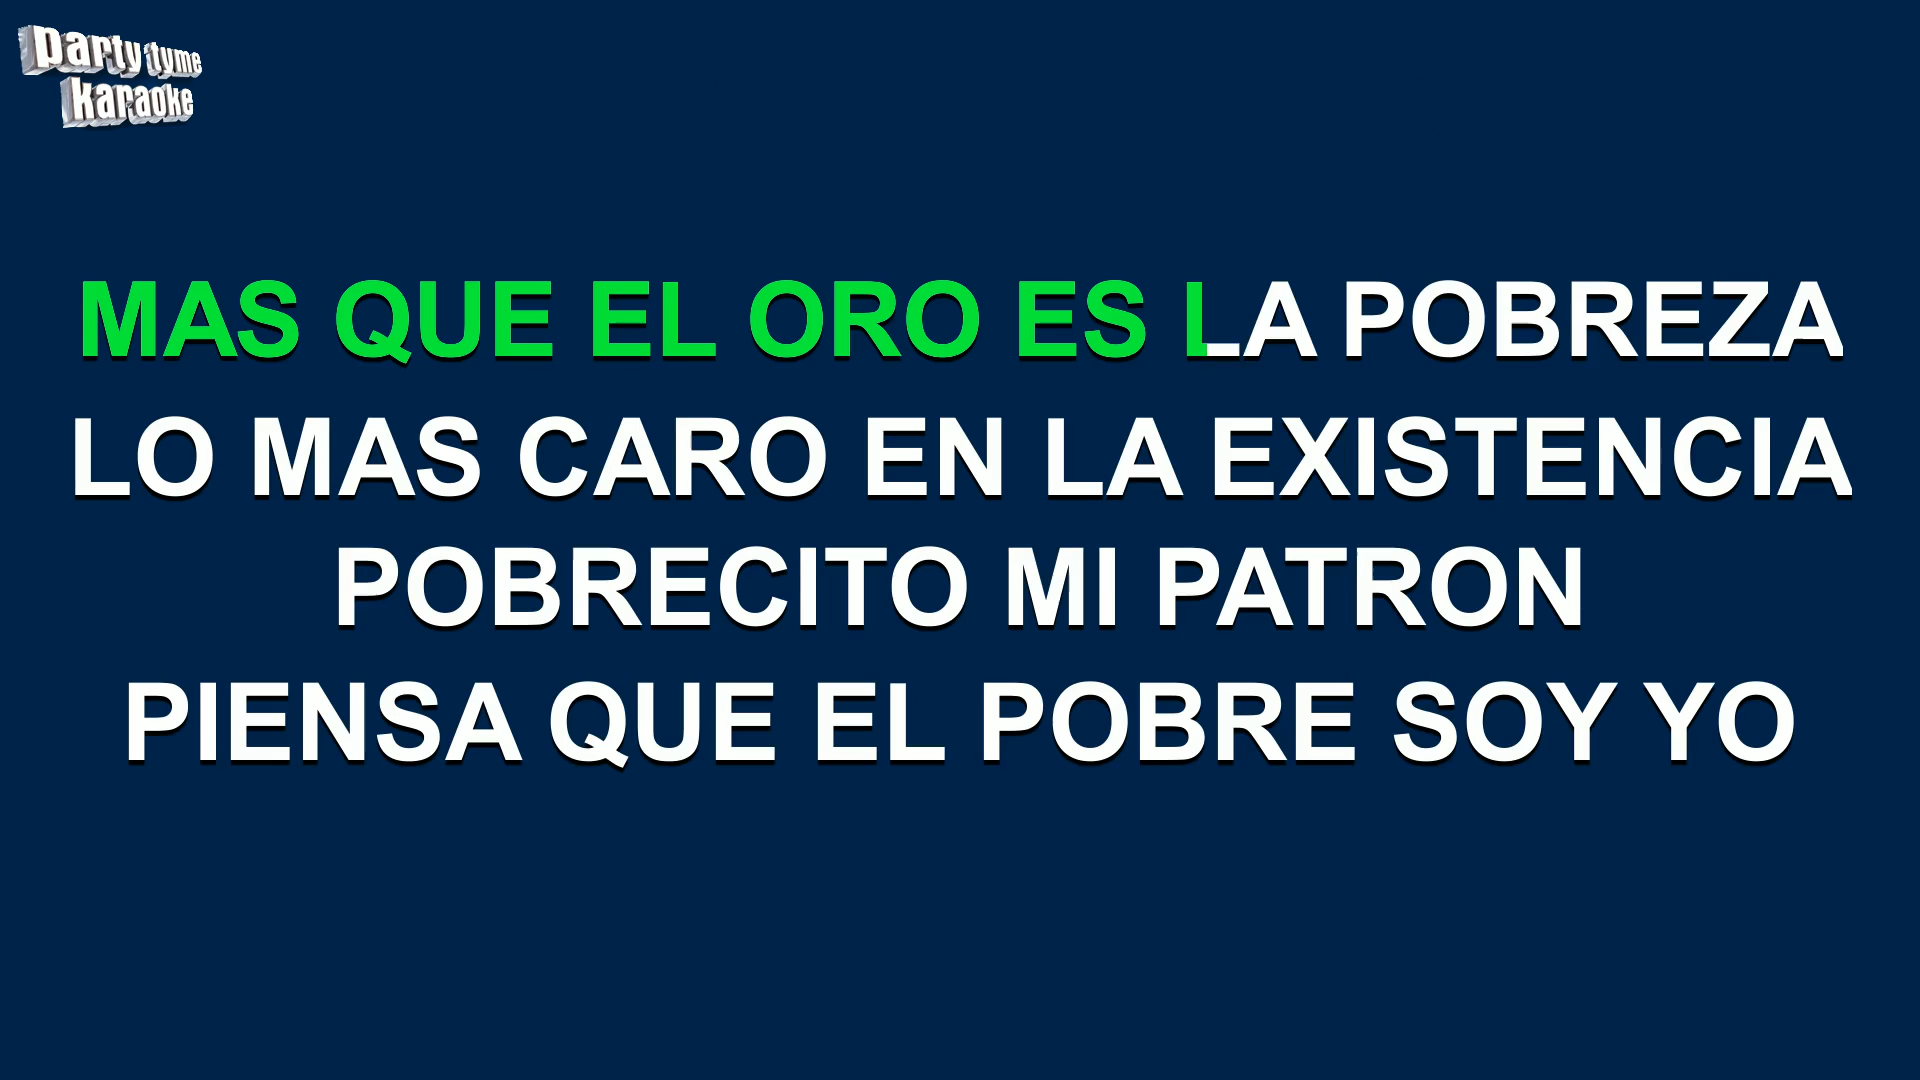 party tyme
karaoke
MAS QUE EL ORO ES LA POBREZA
LO MAS CARO EN LA EXISTENCIA
POBRECITO MI PATRON
PIENSA QUE EL POBRE SOY YO